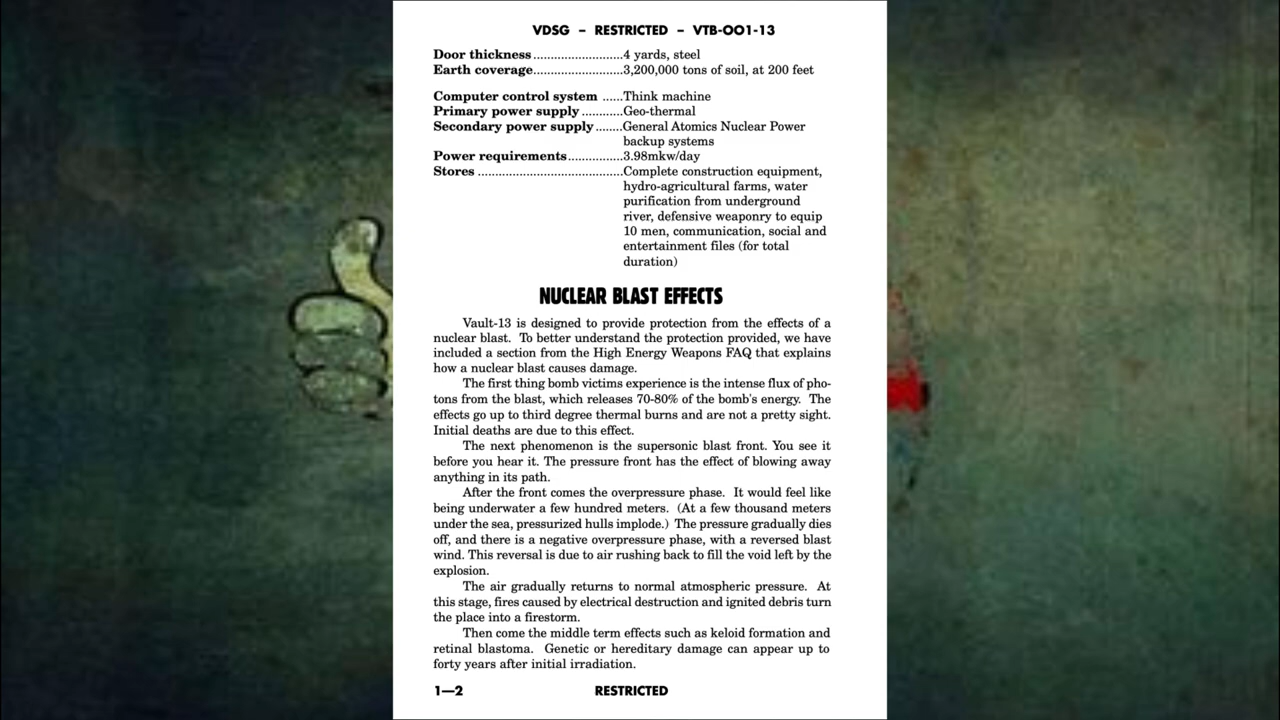 VDSG – RESTRICTED – VTB-OO1-13
Door thickness..........................4 yards, steel
Earth coverage..........................3,200,000 tons of soil, at 200 feet
Computer control system ......Think machine
Primary power supply ............Geo-thermal
Secondary power supply ........General Atomics Nuclear Power
backup systems
Power requirements................3.98mkw/day
Stores ..........................................Complete construction equipment,
hydro-agricultural farms, water
purification from underground
river, defensive weaponry to equip
10 men, communication, social and
entertainment files (for total
duration)
NUCLEAR BLAST EFFECTS
Vault-13 is designed to provide protection from the effects of a
nuclear blast. To better understand the protection provided, we have
included a section from the High Energy Weapons FAQ that explains
how a nuclear blast causes damage.
The first thing bomb victims experience is the intense flux of pho-
tons from the blast, which releases 70-80% of the bomb's energy. The
effects go up to third degree thermal burns and are not a pretty sight.
Initial deaths are due to this effect.
The next phenomenon is the supersonic blast front. You see it
before you hear it. The pressure front has the effect of blowing away
anything in its path.
After the front comes the overpressure phase. It would feel like
being underwater a few hundred meters. (At a few thousand meters
under the sea, pressurized hulls implode.) The pressure gradually dies
off, and there is a negative overpressure phase, with a reversed blast
wind. This reversal is due to air rushing back to fill the void left by the
explosion.
The air gradually returns to normal atmospheric pressure. At
this stage, fires caused by electrical destruction and ignited debris turn
the place into a firestorm.
Then come the middle term effects such as keloid formation and
retinal blastoma. Genetic or hereditary damage can appear up to
forty years after initial irradiation.
1—2 RESTRICTED